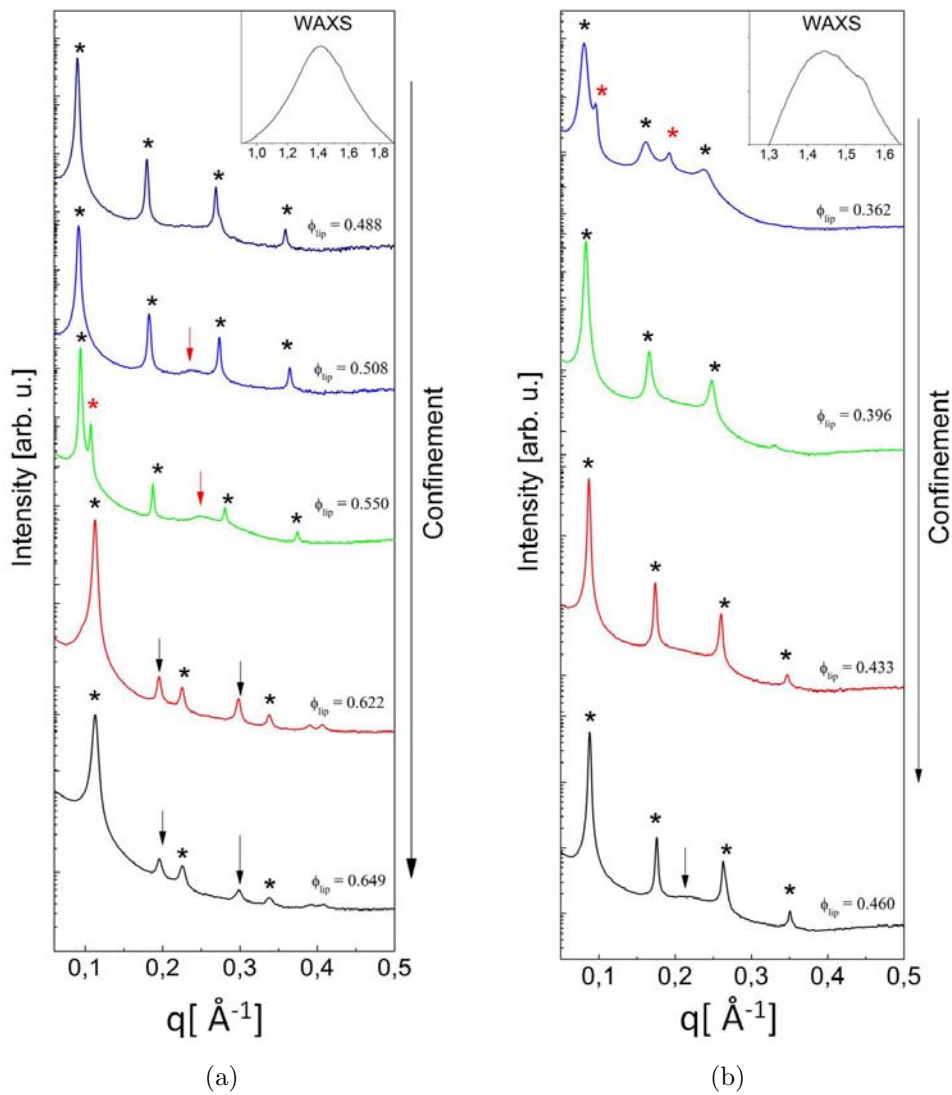 WAXS
1,0 1,2 1,4 1,6 1,8
* * * *
ϕlip = 0.488
* * * *
ϕlip = 0.508
* * * * *
ϕlip = 0.550
* * *
ϕlip = 0.622
* * *
ϕlip = 0.649
Intensity [arb. u.]
Confinement
0,1 0,2 0,3 0,4 0,5
q[ Å-1]
(a)
WAXS
1,3 1,4 1,5 1,6
* * * * *
ϕlip = 0.362
* * *
ϕlip = 0.396
* * * *
ϕlip = 0.433
* * * *
ϕlip = 0.460
Intensity [arb. u.]
Confinement
0,1 0,2 0,3 0,4 0,5
q[ Å-1]
(b)